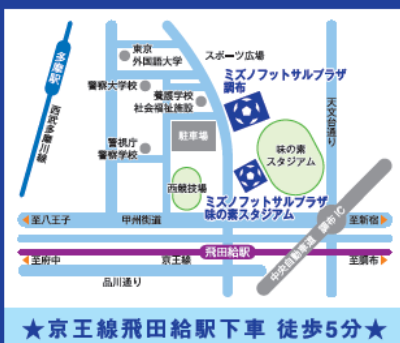 多磨駅
西武多摩川線
東京
外国語大学
スポーツ広場
警察大学校
ミズノフットサルプラザ
調布
養護学校
社会福祉施設
天文台通り
駐車場
味の素
スタジアム
警視庁
警察学校
西競技場
ミズノフットサルプラザ
味の素スタジアム
至八王子
甲州街道
中央自動車道 調布IC
至新宿
飛田給駅
至府中
京王線
至調布
品川通り
★京王線飛田給駅下車 徒歩5分★